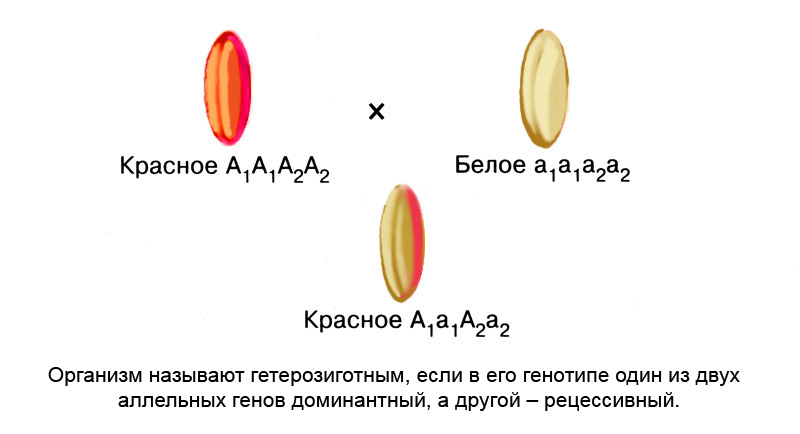 ×
Красное A₁A₁A₂A₂ Белое a₁a₁a₂a₂
Красное A₁a₁A₂a₂
Организм называют гетерозиготным, если в его генотипе один из двух
аллельных генов доминантный, а другой – рецессивный.